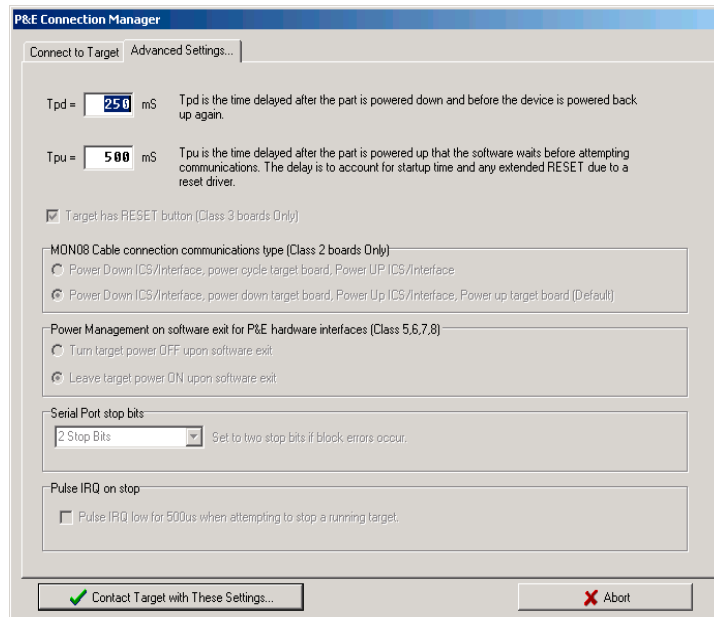 P&E Connection Manager
Connect to Target
Advanced Settings...
Tpd = 250 mS
Tpd is the time delayed after the part is powered down and before the device is powered back
up again.
Tpu = 500 mS
Tpu is the time delayed after the part is powered up that the software waits before attempting
communications. The delay is to account for startup time and any extended RESET due to a
reset driver.
Target has RESET button (Class 3 boards Only)
MON08 Cable connection communications type (Class 2 boards Only)
Power Down ICS/Interface, power cycle target board, Power UP ICS/Interface
Power Down ICS/Interface, power down target board, Power Up ICS/Interface, Power up target board (Default)
Power Management on software exit for P&E hardware interfaces (Class 5,6,7,8)
Turn target power OFF upon software exit
Leave target power ON upon software exit
Serial Port stop bits
2 Stop Bits
Set to two stop bits if block errors occur.
Pulse IRQ on stop
Pulse IRQ low for 500us when attempting to stop a running target.
Contact Target with These Settings...
Abort